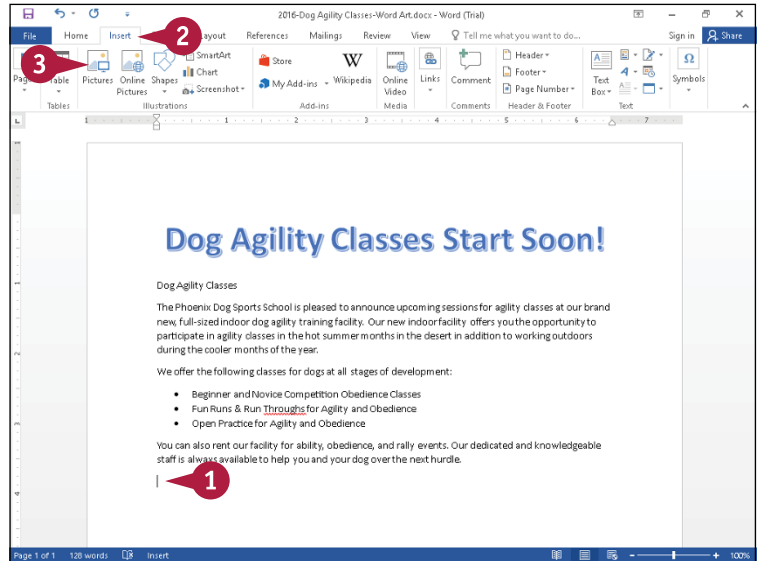 2016-Dog Agility Classes-Word Art.docx - Word (Trial)
File Home Insert Layout References Mailings Review View Tell me what you want to do... Sign in Share
2
3
Table Pictures Online Pictures Shapes SmartArt Chart Screenshot Store My Add-ins Wikipedia Online Video Links Comment Header Footer Page Number Text Box Symbols
Tables Illustrations Add-ins Media Comments Header & Footer Text
1 1 2 3 4 5 6 7
Dog Agility Classes Start Soon!
Dog Agility Classes
The Phoenix Dog Sports School is pleased to announce upcoming sessions for agility classes at our brand
new, full-sized indoor dog agility training facility. Our new indoor facility offers you the opportunity to
participate in agility classes in the hot summer months in the desert in addition to working outdoors
during the cooler months of the year.
We offer the following classes for dogs at all stages of development:
• Beginner and Novice Competition Obedience Classes
• Fun Runs & Run Throughs for Agility and Obedience
• Open Practice for Agility and Obedience
You can also rent our facility for ability, obedience, and rally events. Our dedicated and knowledgeable
staff is always available to help you and your dog over the next hurdle.
1
Page 1 of 1 128 words Insert 100%